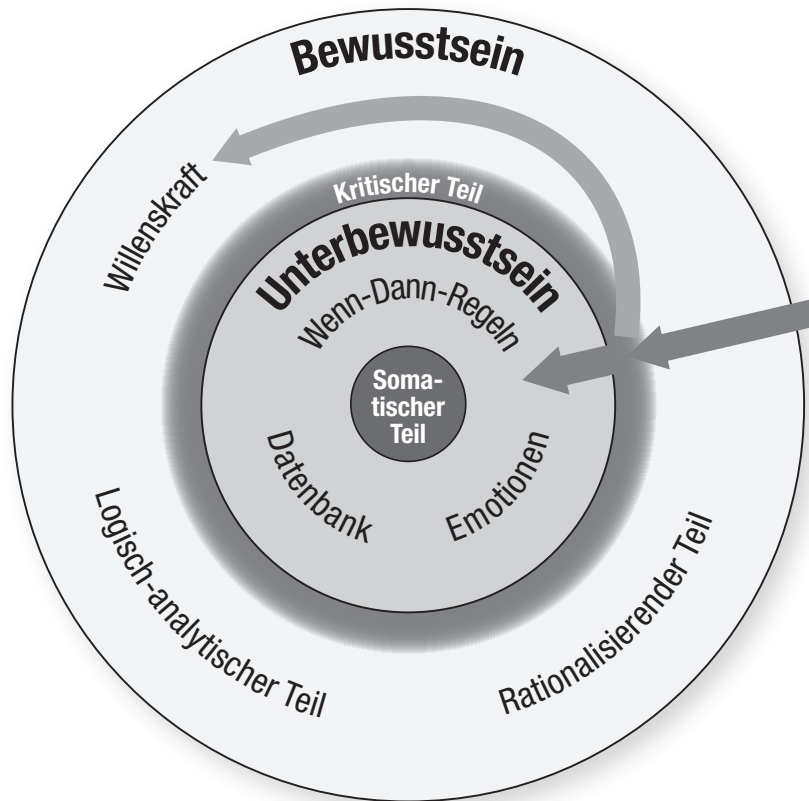 Bewusstsein
Willenskraft
Kritischer Teil
Unterbewusstsein
Wenn-Dann-Regeln
Soma-
tischer
Teil
Datenbank
Emotionen
Logisch-analytischer Teil
Rationalisierender Teil